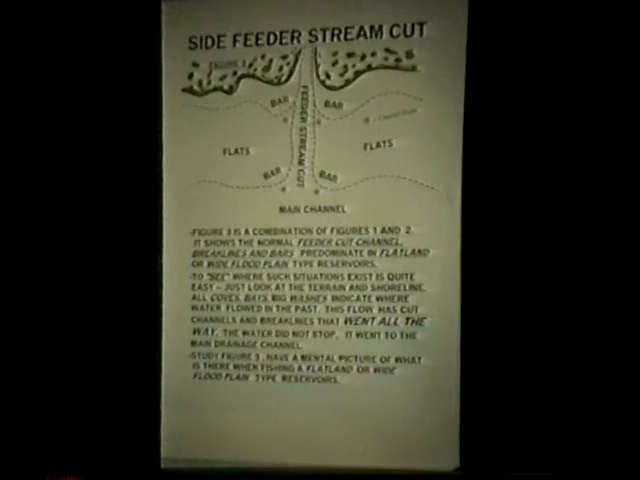 SIDE FEEDER STREAM CUT
FIGURE 3
BAR BAR
FEEDER STREAM CUT
FLATS FLATS
BAR BAR
MAIN CHANNEL
-FIGURE 3 IS A COMBINATION OF FIGURES 1 AND 2.
IT SHOWS THE NORMAL FEEDER CUT CHANNEL,
BREAKLINES AND BARS PREDOMINATE IN FLATLAND
OR WIDE FLOOD PLAIN TYPE RESERVOIRS.
-TO "SEE" WHERE SUCH SITUATIONS EXIST IS QUITE
EASY - JUST LOOK AT THE TERRAIN AND SHORELINE.
ALL COVES, BAYS, BIG WASHES INDICATE WHERE
WATER FLOWED IN THE PAST. THIS FLOW HAS CUT
CHANNELS AND BREAKLINES THAT WENT ALL THE
WAY. THE WATER DID NOT STOP. IT WENT TO THE
MAIN DRAINAGE CHANNEL.
-STUDY FIGURE 3. HAVE A MENTAL PICTURE OF WHAT
IS THERE WHEN FISHING A FLATLAND OR WIDE
FLOOD PLAIN TYPE RESERVOIRS.